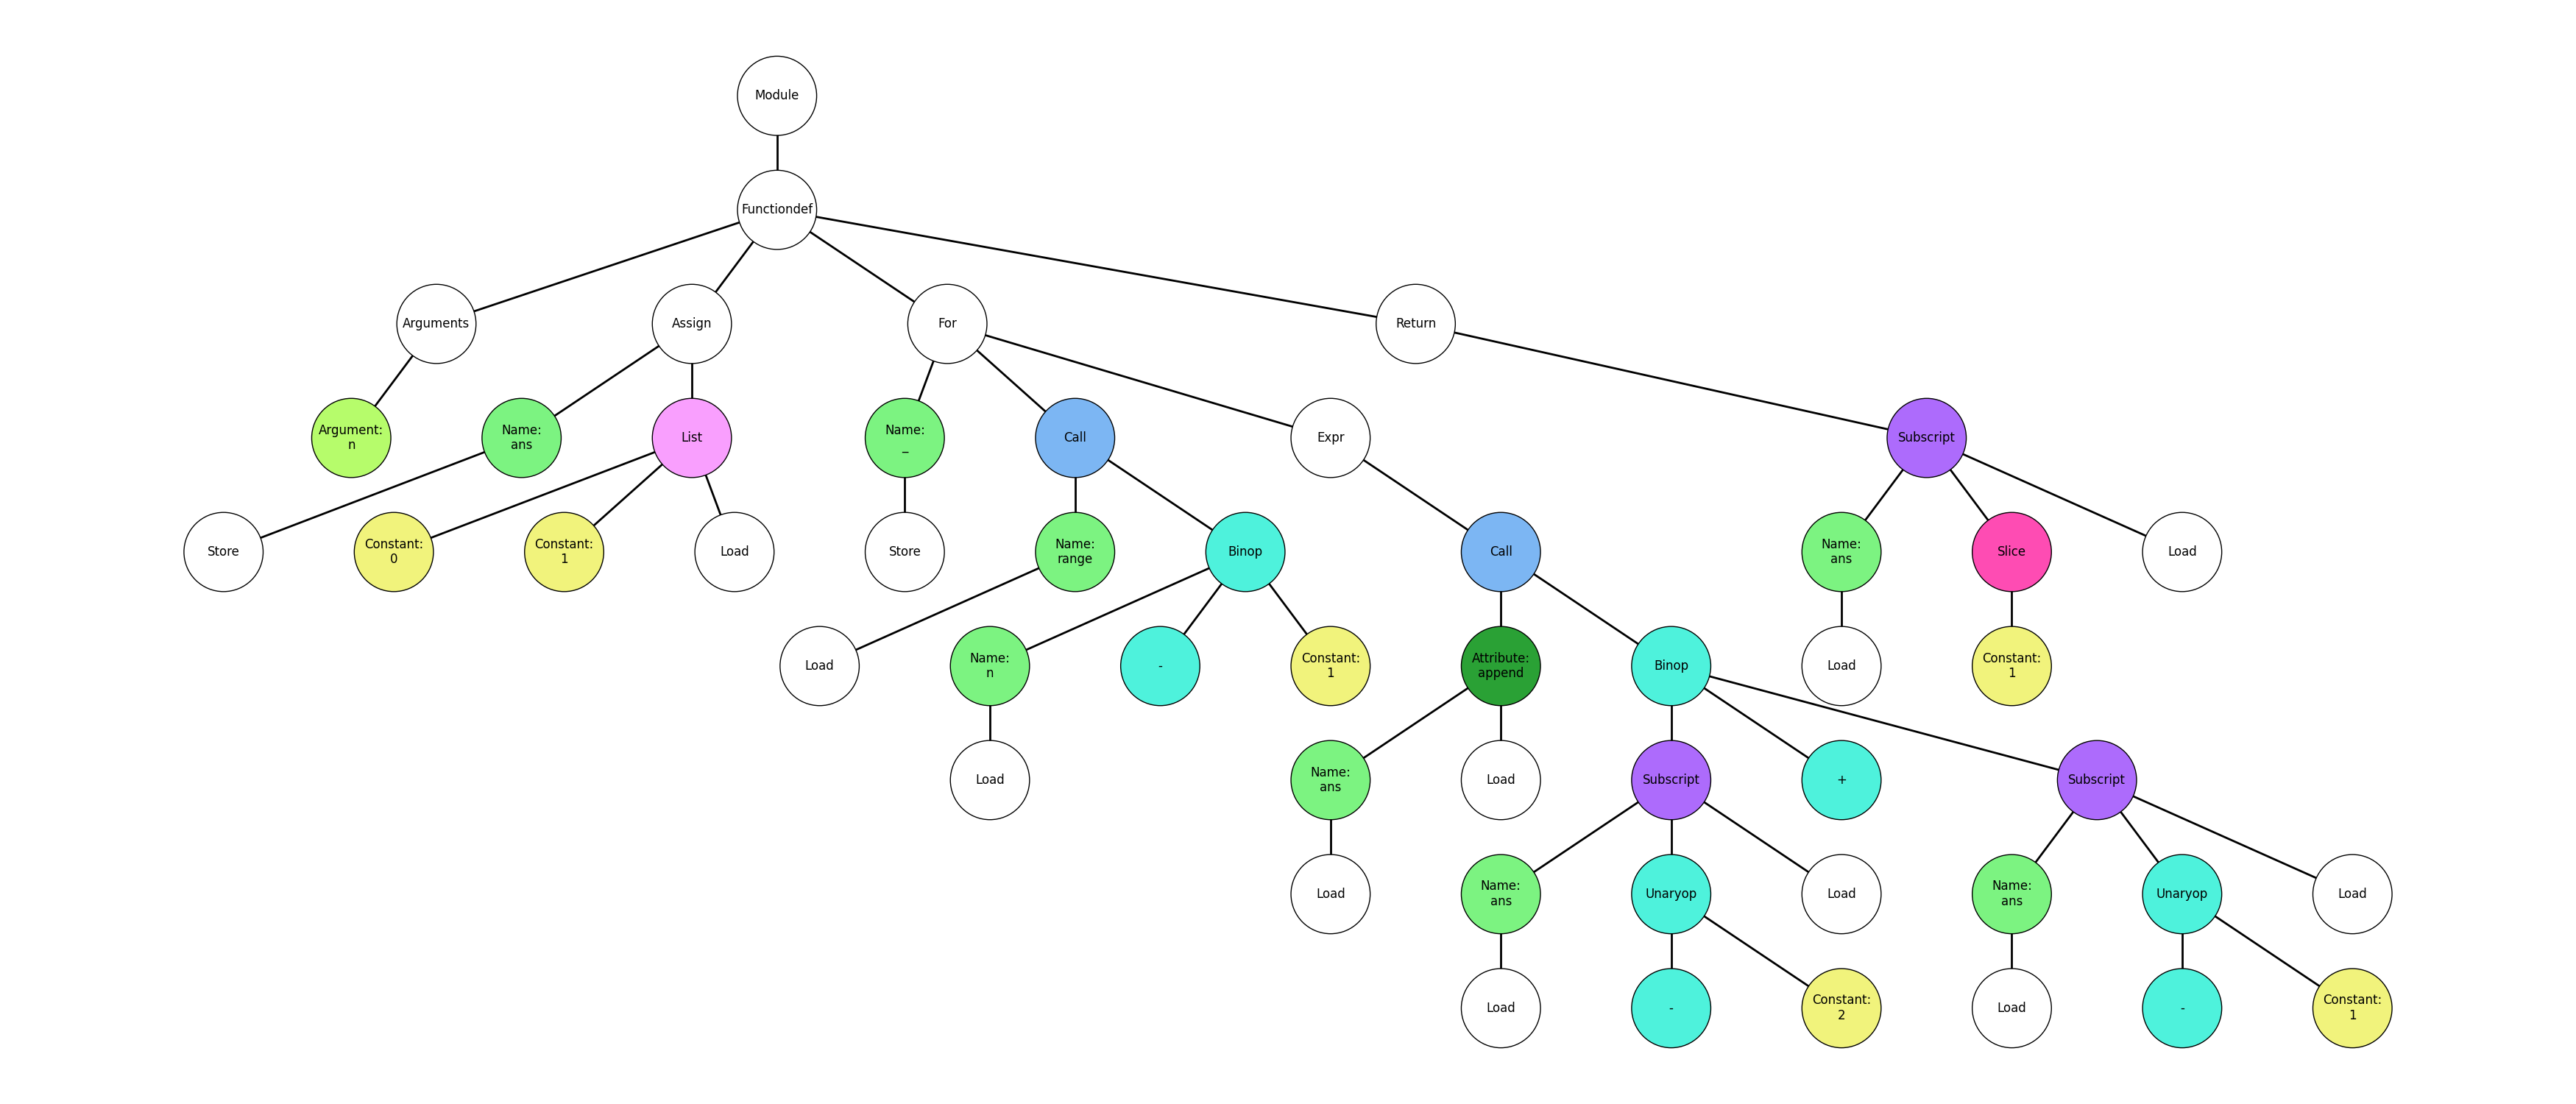 Module
Functiondef
Arguments
Assign
For
Return
Argument:
n
Name:
ans
List
Name:
_
Call
Expr
Subscript
Store
Constant:
0
Constant:
1
Load
Store
Name:
range
Binop
Call
Name:
ans
Slice
Load
Load
Name:
n
-
Constant:
1
Attribute:
append
Binop
Load
Constant:
1
Load
Name:
ans
Load
Subscript
+
Subscript
Load
Name:
ans
Unaryop
Load
Name:
ans
Unaryop
Load
Load
-
Constant:
2
Load
-
Constant:
1